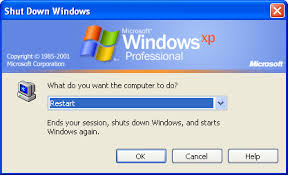 Shut Down Windows
Microsoft
Windows xp
Professional
Copyright © 1985-2001
Microsoft Corporation
Microsoft
What do you want the computer to do?
Restart
Ends your session, shuts down Windows, and starts
Windows again.
OK
Cancel
Help